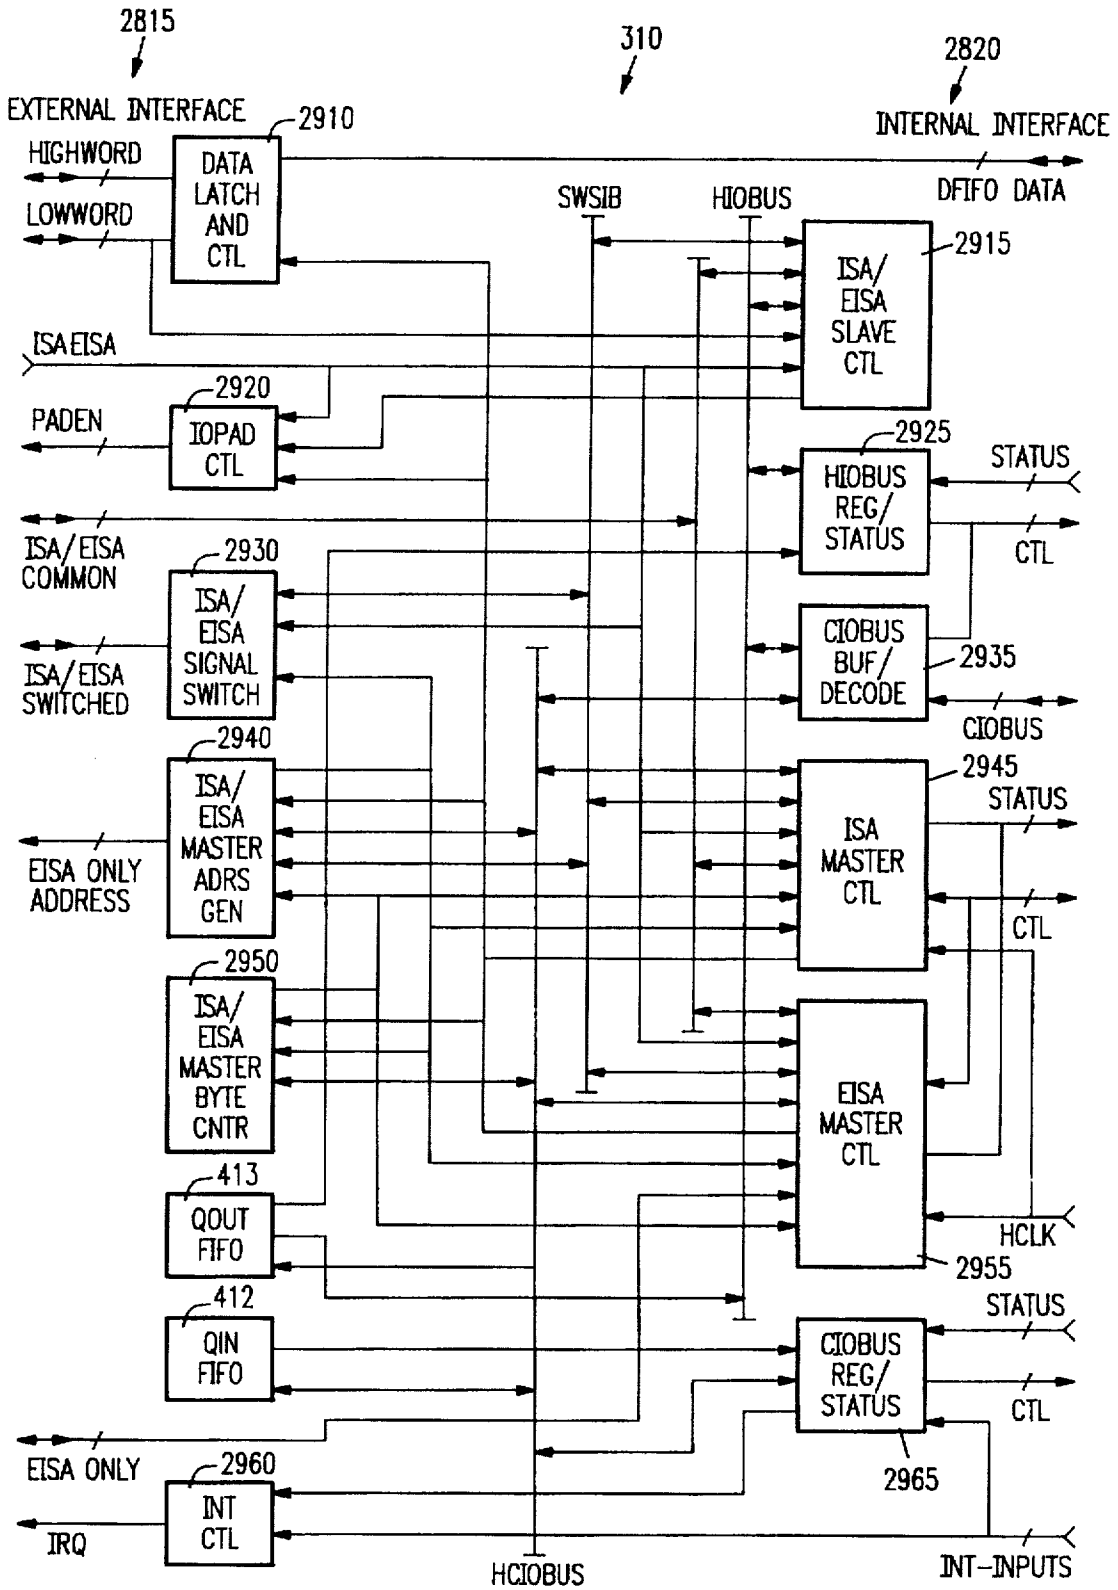 2815
310
2820
EXTERNAL INTERFACE
2910
INTERNAL INTERFACE
HIGHWORD
DATA
LATCH
AND
CTL
DFIFO DATA
LOWWORD
SWSIB
HIOBUS
2915
ISA/
EISA
SLAVE
CTL
ISAEISA
2920
PADEN
IOPAD
CTL
2925
STATUS
HIOBUS
REG/
STATUS
CTL
ISA/EISA
COMMON
2930
ISA/
EISA
SIGNAL
SWITCH
ISA/EISA
SWITCHED
CIOBUS
BUF/
DECODE
2935
CIOBUS
2940
ISA/
EISA
MASTER
ADRS
GEN
EISA ONLY
ADDRESS
2945
STATUS
ISA
MASTER
CTL
CTL
2950
ISA/
EISA
MASTER
BYTE
CNTR
EISA
MASTER
CTL
413
QOUT
FIFO
HCLK
2955
412
QIN
FIFO
STATUS
CIOBUS
REG/
STATUS
CTL
EISA ONLY
2960
2965
INT
CTL
IRQ
HCIOBUS
INT-INPUTS